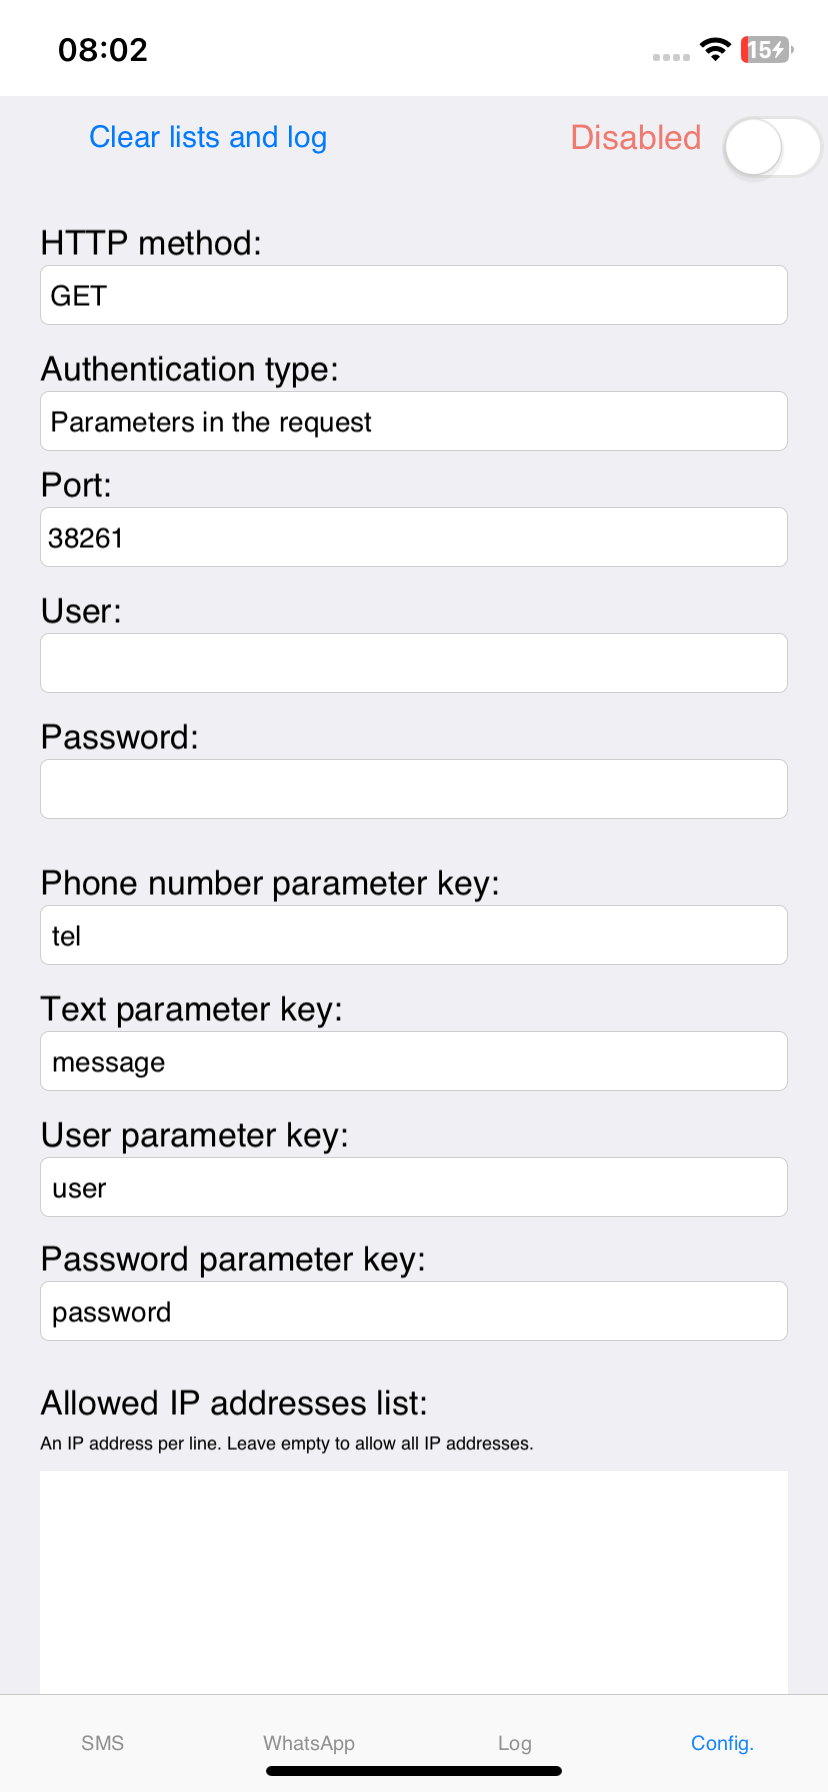 08:02
15
Clear lists and log
Disabled
HTTP method:
GET
Authentication type:
Parameters in the request
Port:
38261
User:
Password:
Phone number parameter key:
tel
Text parameter key:
message
User parameter key:
user
Password parameter key:
password
Allowed IP addresses list:
An IP address per line. Leave empty to allow all IP addresses.
SMS
WhatsApp
Log
Config.